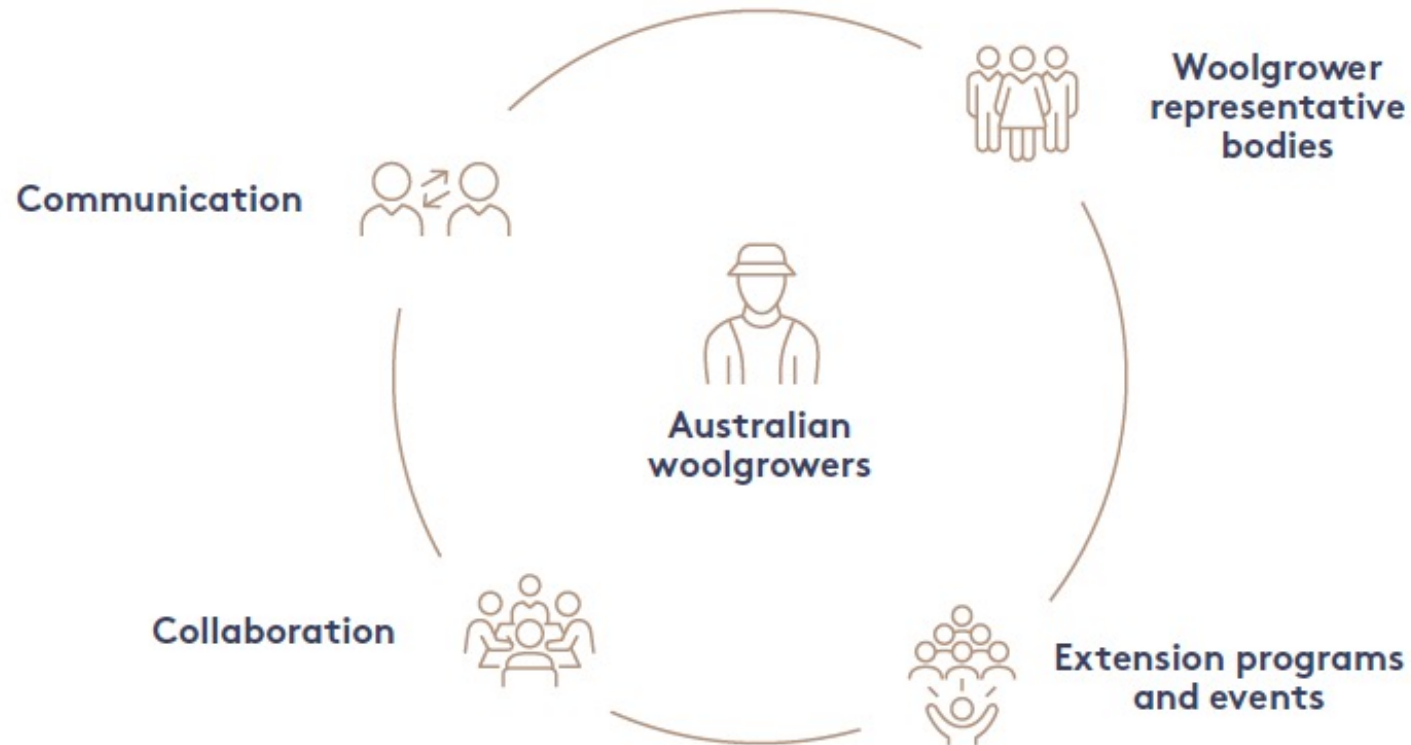 Woolgrower
representative
bodies
Communication
Australian
woolgrowers
Collaboration
Extension programs
and events